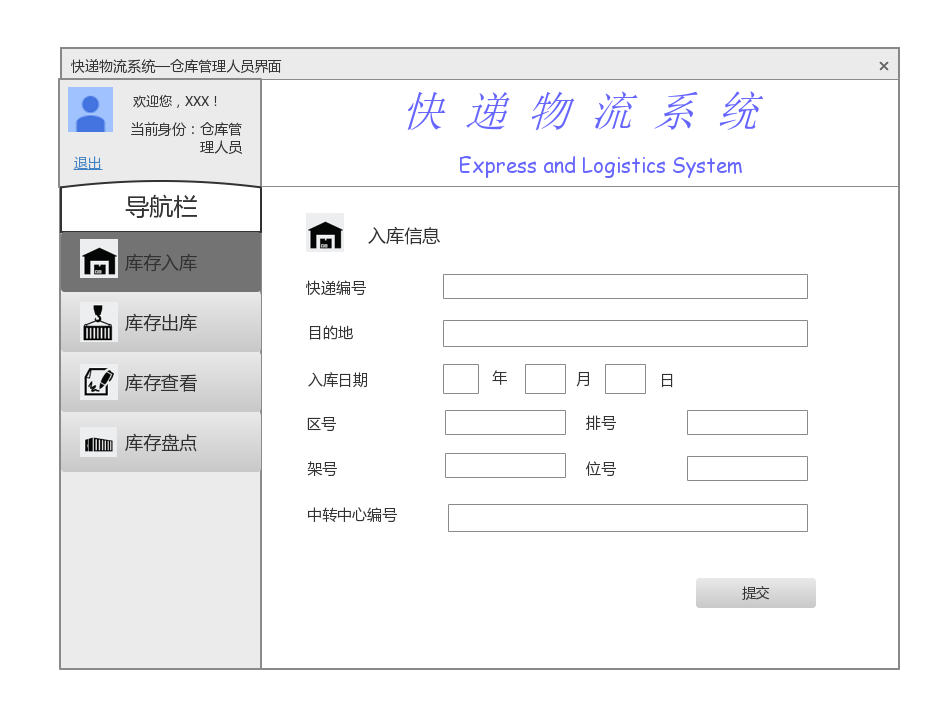 快递物流系统—仓库管理人员界面
×
欢迎您，XXX！
当前身份：仓库管
理人员
退出
快递物流系统
Express and Logistics System
导航栏
库存入库
库存出库
库存查看
库存盘点
入库信息
快递编号
目的地
入库日期 年 月 日
区号 排号
架号 位号
中转中心编号
提交